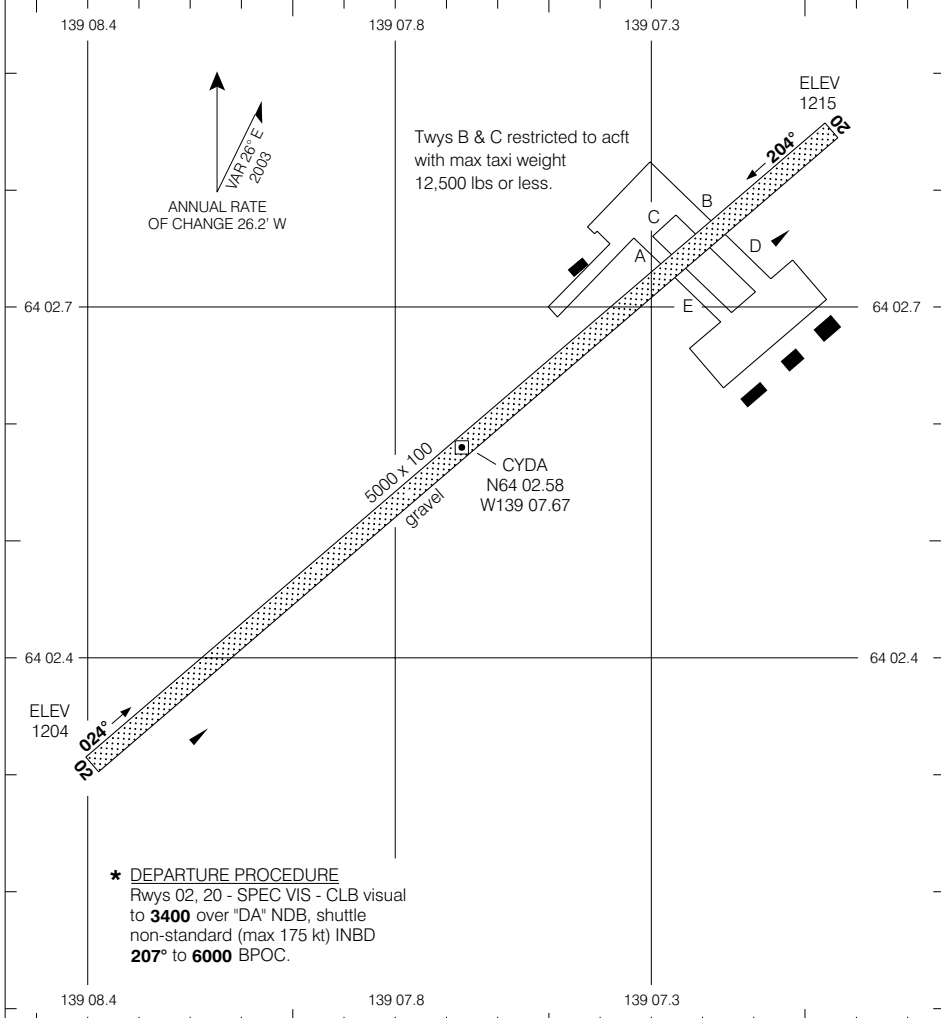 139 08.4
139 07.8
139 07.3
ELEV
1215
20
204°
VAR 26° E
2003
ANNUAL RATE
OF CHANGE 26.2' W
Twys B & C restricted to acft
with max taxi weight
12,500 lbs or less.
B
C
A
D
E
64 02.7
64 02.7
5000 x 100
gravel
CYDA
N64 02.58
W139 07.67
64 02.4
64 02.4
ELEV
1204
024°
02
* DEPARTURE PROCEDURE
Rwys 02, 20 - SPEC VIS - CLB visual
to 3400 over "DA" NDB, shuttle
non-standard (max 175 kt) INBD
207° to 6000 BPOC.
139 08.4
139 07.8
139 07.3